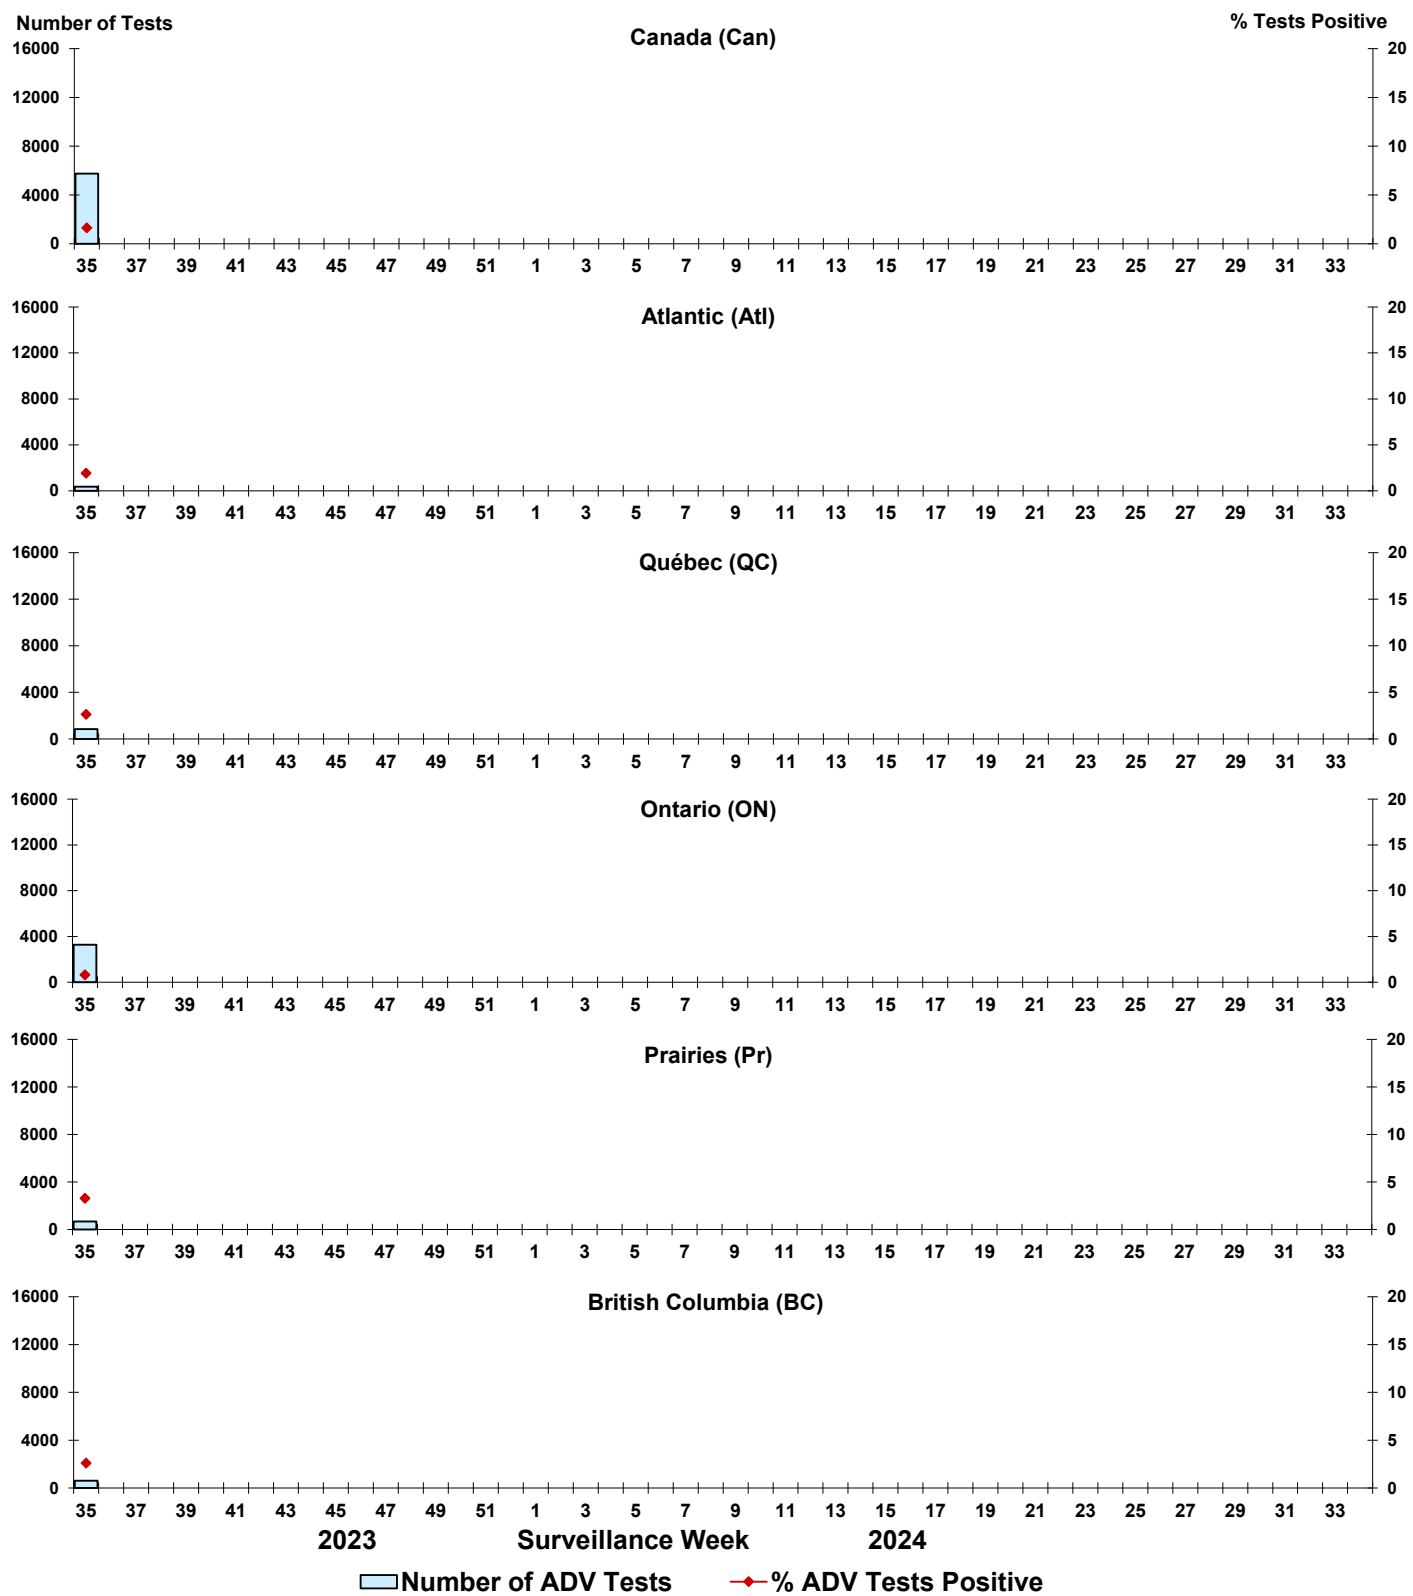 Number of Tests
% Tests Positive
Canada (Can)
16000 20
12000 15
8000 10
4000 5
0 0
35 37 39 41 43 45 47 49 51 1 3 5 7 9 11 13 15 17 19 21 23 25 27 29 31 33
Atlantic (Atl)
16000 20
12000 15
8000 10
4000 5
0 0
35 37 39 41 43 45 47 49 51 1 3 5 7 9 11 13 15 17 19 21 23 25 27 29 31 33
Québec (QC)
16000 20
12000 15
8000 10
4000 5
0 0
35 37 39 41 43 45 47 49 51 1 3 5 7 9 11 13 15 17 19 21 23 25 27 29 31 33
Ontario (ON)
16000 20
12000 15
8000 10
4000 5
0 0
35 37 39 41 43 45 47 49 51 1 3 5 7 9 11 13 15 17 19 21 23 25 27 29 31 33
Prairies (Pr)
16000 20
12000 15
8000 10
4000 5
0 0
35 37 39 41 43 45 47 49 51 1 3 5 7 9 11 13 15 17 19 21 23 25 27 29 31 33
British Columbia (BC)
16000 20
12000 15
8000 10
4000 5
0 0
35 37 39 41 43 45 47 49 51 1 3 5 7 9 11 13 15 17 19 21 23 25 27 29 31 33
2023 Surveillance Week 2024
Number of ADV Tests % ADV Tests Positive